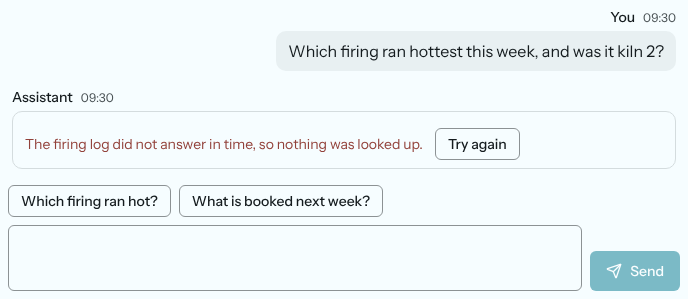 You 09:30
Which firing ran hottest this week, and was it kiln 2?
Assistant 09:30
The firing log did not answer in time, so nothing was looked up.
Try again
Which firing ran hot?
What is booked next week?
Send